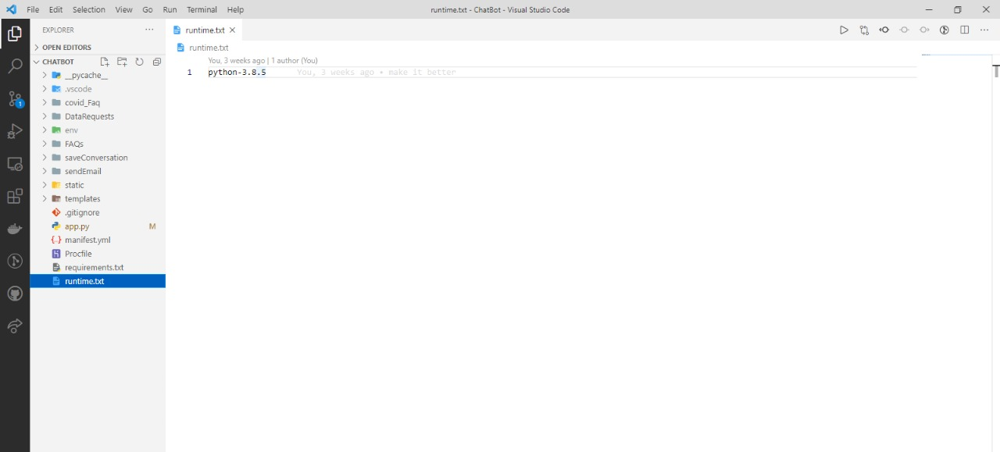 File Edit Selection View Go Run Terminal Help runtime.txt - ChatBot - Visual Studio Code
EXPLORER
OPEN EDITORS
CHATBOT
__pycache__
.vscode
covid_Faq
DataRequests
env
FAQs
saveConversation
sendEmail
static
templates
.gitignore
app.py M
manifest.yml
Procfile
requirements.txt
runtime.txt
1
runtime.txt
runtime.txt
You, 3 weeks ago | 1 author (You)
1 python-3.8.5 You, 3 weeks ago • make it better